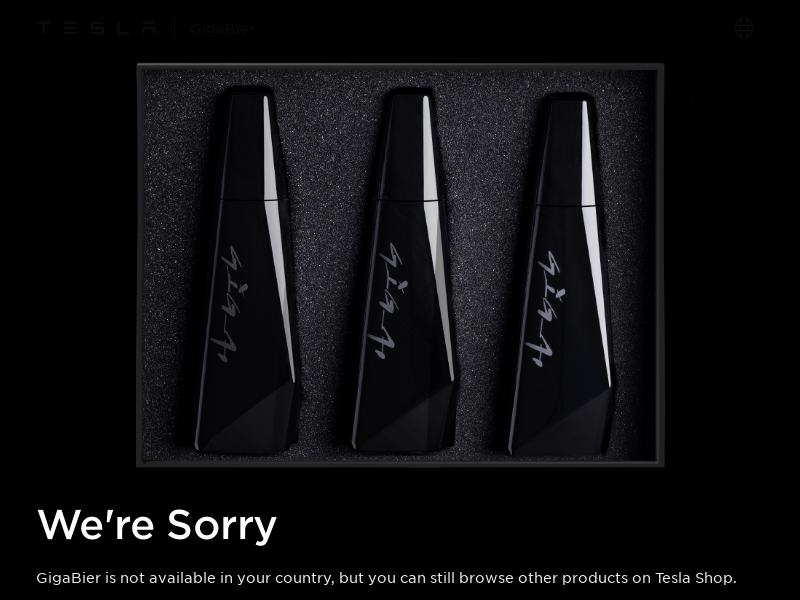 TESLA GigaBier
Giga
Giga
Giga
We're Sorry
GigaBier is not available in your country, but you can still browse other products on Tesla Shop.